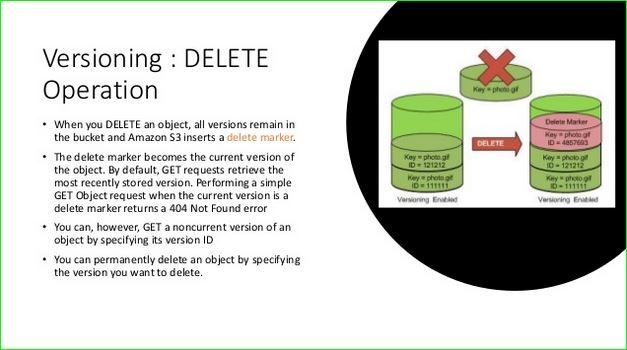 Versioning : DELETE
Operation
• When you DELETE an object, all versions remain in
the bucket and Amazon S3 inserts a delete marker.
• The delete marker becomes the current version of
the object. By default, GET requests retrieve the
most recently stored version. Performing a simple
GET Object request when the current version is a
delete marker returns a 404 Not Found error
• You can, however, GET a noncurrent version of an
object by specifying its version ID
• You can permanently delete an object by specifying
the version you want to delete.
Key = photo.gif
Key = photo.gif
ID = 121212
Key = photo.gif
ID = 111111
Versioning Enabled
DELETE
Delete Marker
Key = photo.gif
ID = 4857693
Key = photo.gif
ID = 121212
Key = photo.gif
ID = 111111
Versioning Enabled